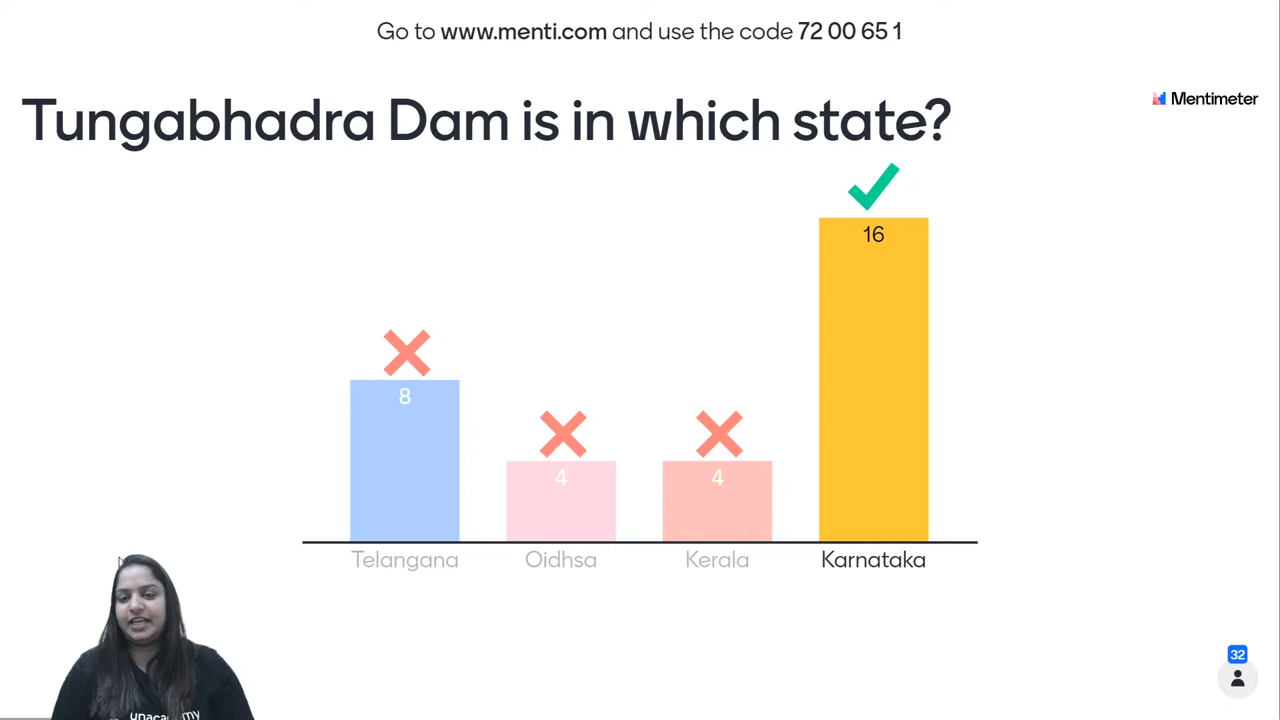 Go to www.menti.com and use the code 72 00 65 1
Tungabhadra Dam is in which state?
Mentimeter
16
8
4
4
Telangana
Oidhsa
Kerala
Karnataka
32
unacademy